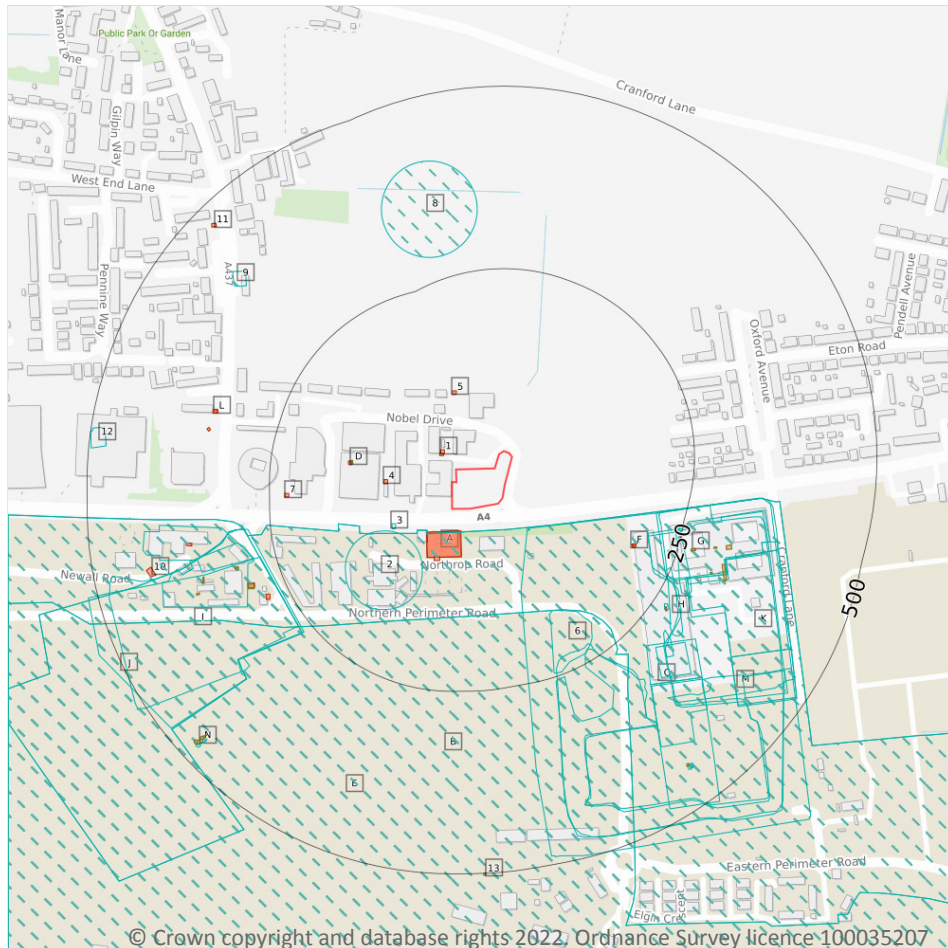 Manor Lane
Public Park Or Garden
Gilpin Way
Cranford Lane
West End Lane
8
11
9
A437
Pennine Way
Oxford Avenue
Pendell Avenue
Eton Road
5
L
Nobel Drive
12
1
D
4
7
3
A4
A
F
G
250
2
Northrop Road
10
Newall Road
Cranford Lane
500
H
I
Northern Perimeter Road
K
6
J
C
M
N
B
E
13
Eastern Perimeter Road
Elgin Crescent
© Crown copyright and database rights 2022. Ordnance Survey licence 100035207